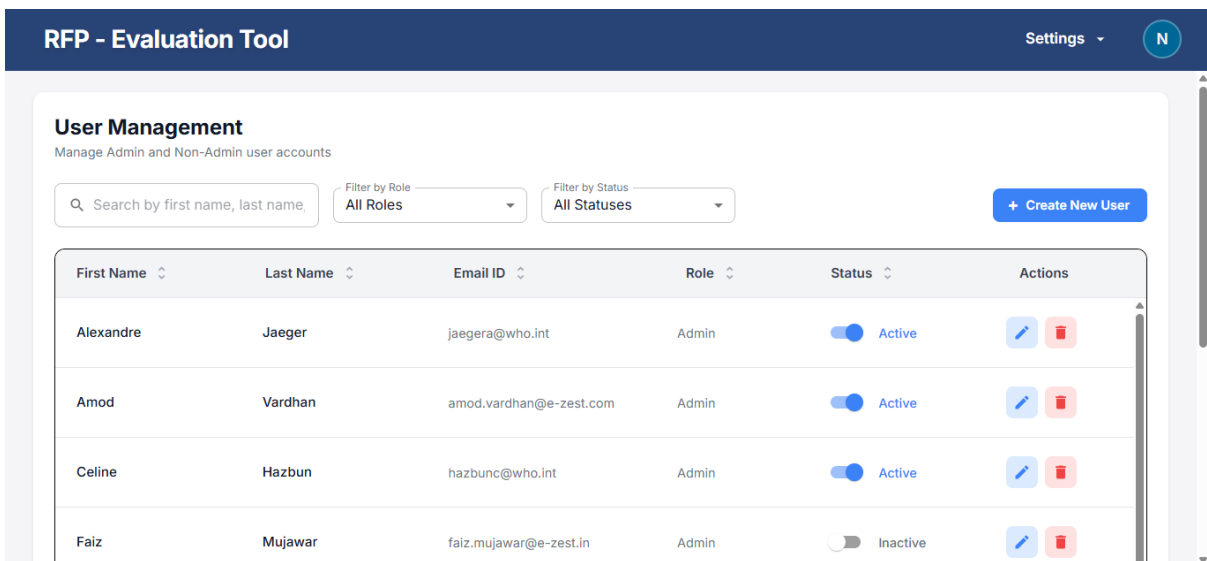 RFP - Evaluation Tool
Settings
N
User Management
Manage Admin and Non-Admin user accounts
Search by first name, last name,
Filter by Role
All Roles
Filter by Status
All Statuses
+ Create New User
First Name Last Name Email ID Role Status Actions
Alexandre Jaeger jaegera@who.int Admin Active
Amod Vardhan amod.vardhan@e-zest.com Admin Active
Celine Hazbun hazbunc@who.int Admin Active
Faiz Mujawar faiz.mujawar@e-zest.in Admin Inactive